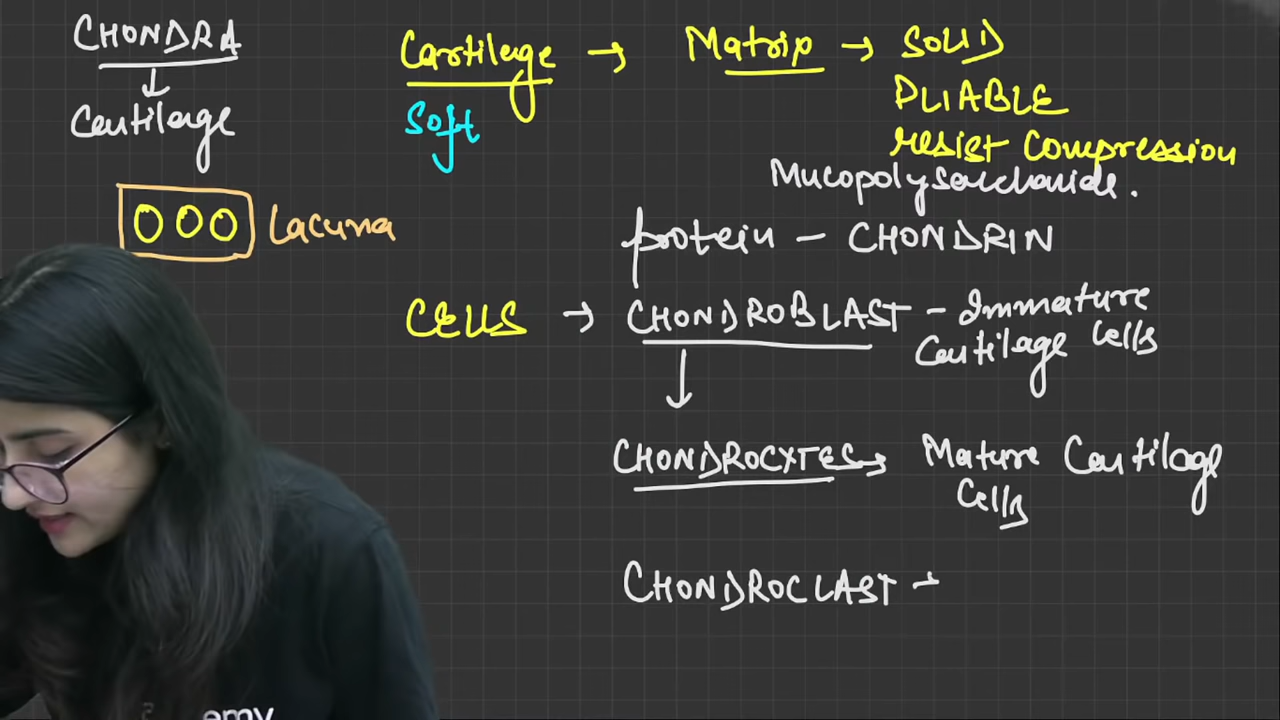 CHONDRA
↓
Cartilage
Lacuna
Cartilage → Matrix → SOLID
Soft
PLIABLE
resist compression
Mucopolysaccharide.
protein - CHONDRIN
CELLS → CHONDROBLAST - Immature
Cartilage Cells
↓
CHONDROCYTES → Mature Cartilage
Cells
CHONDROCLAST →
emy